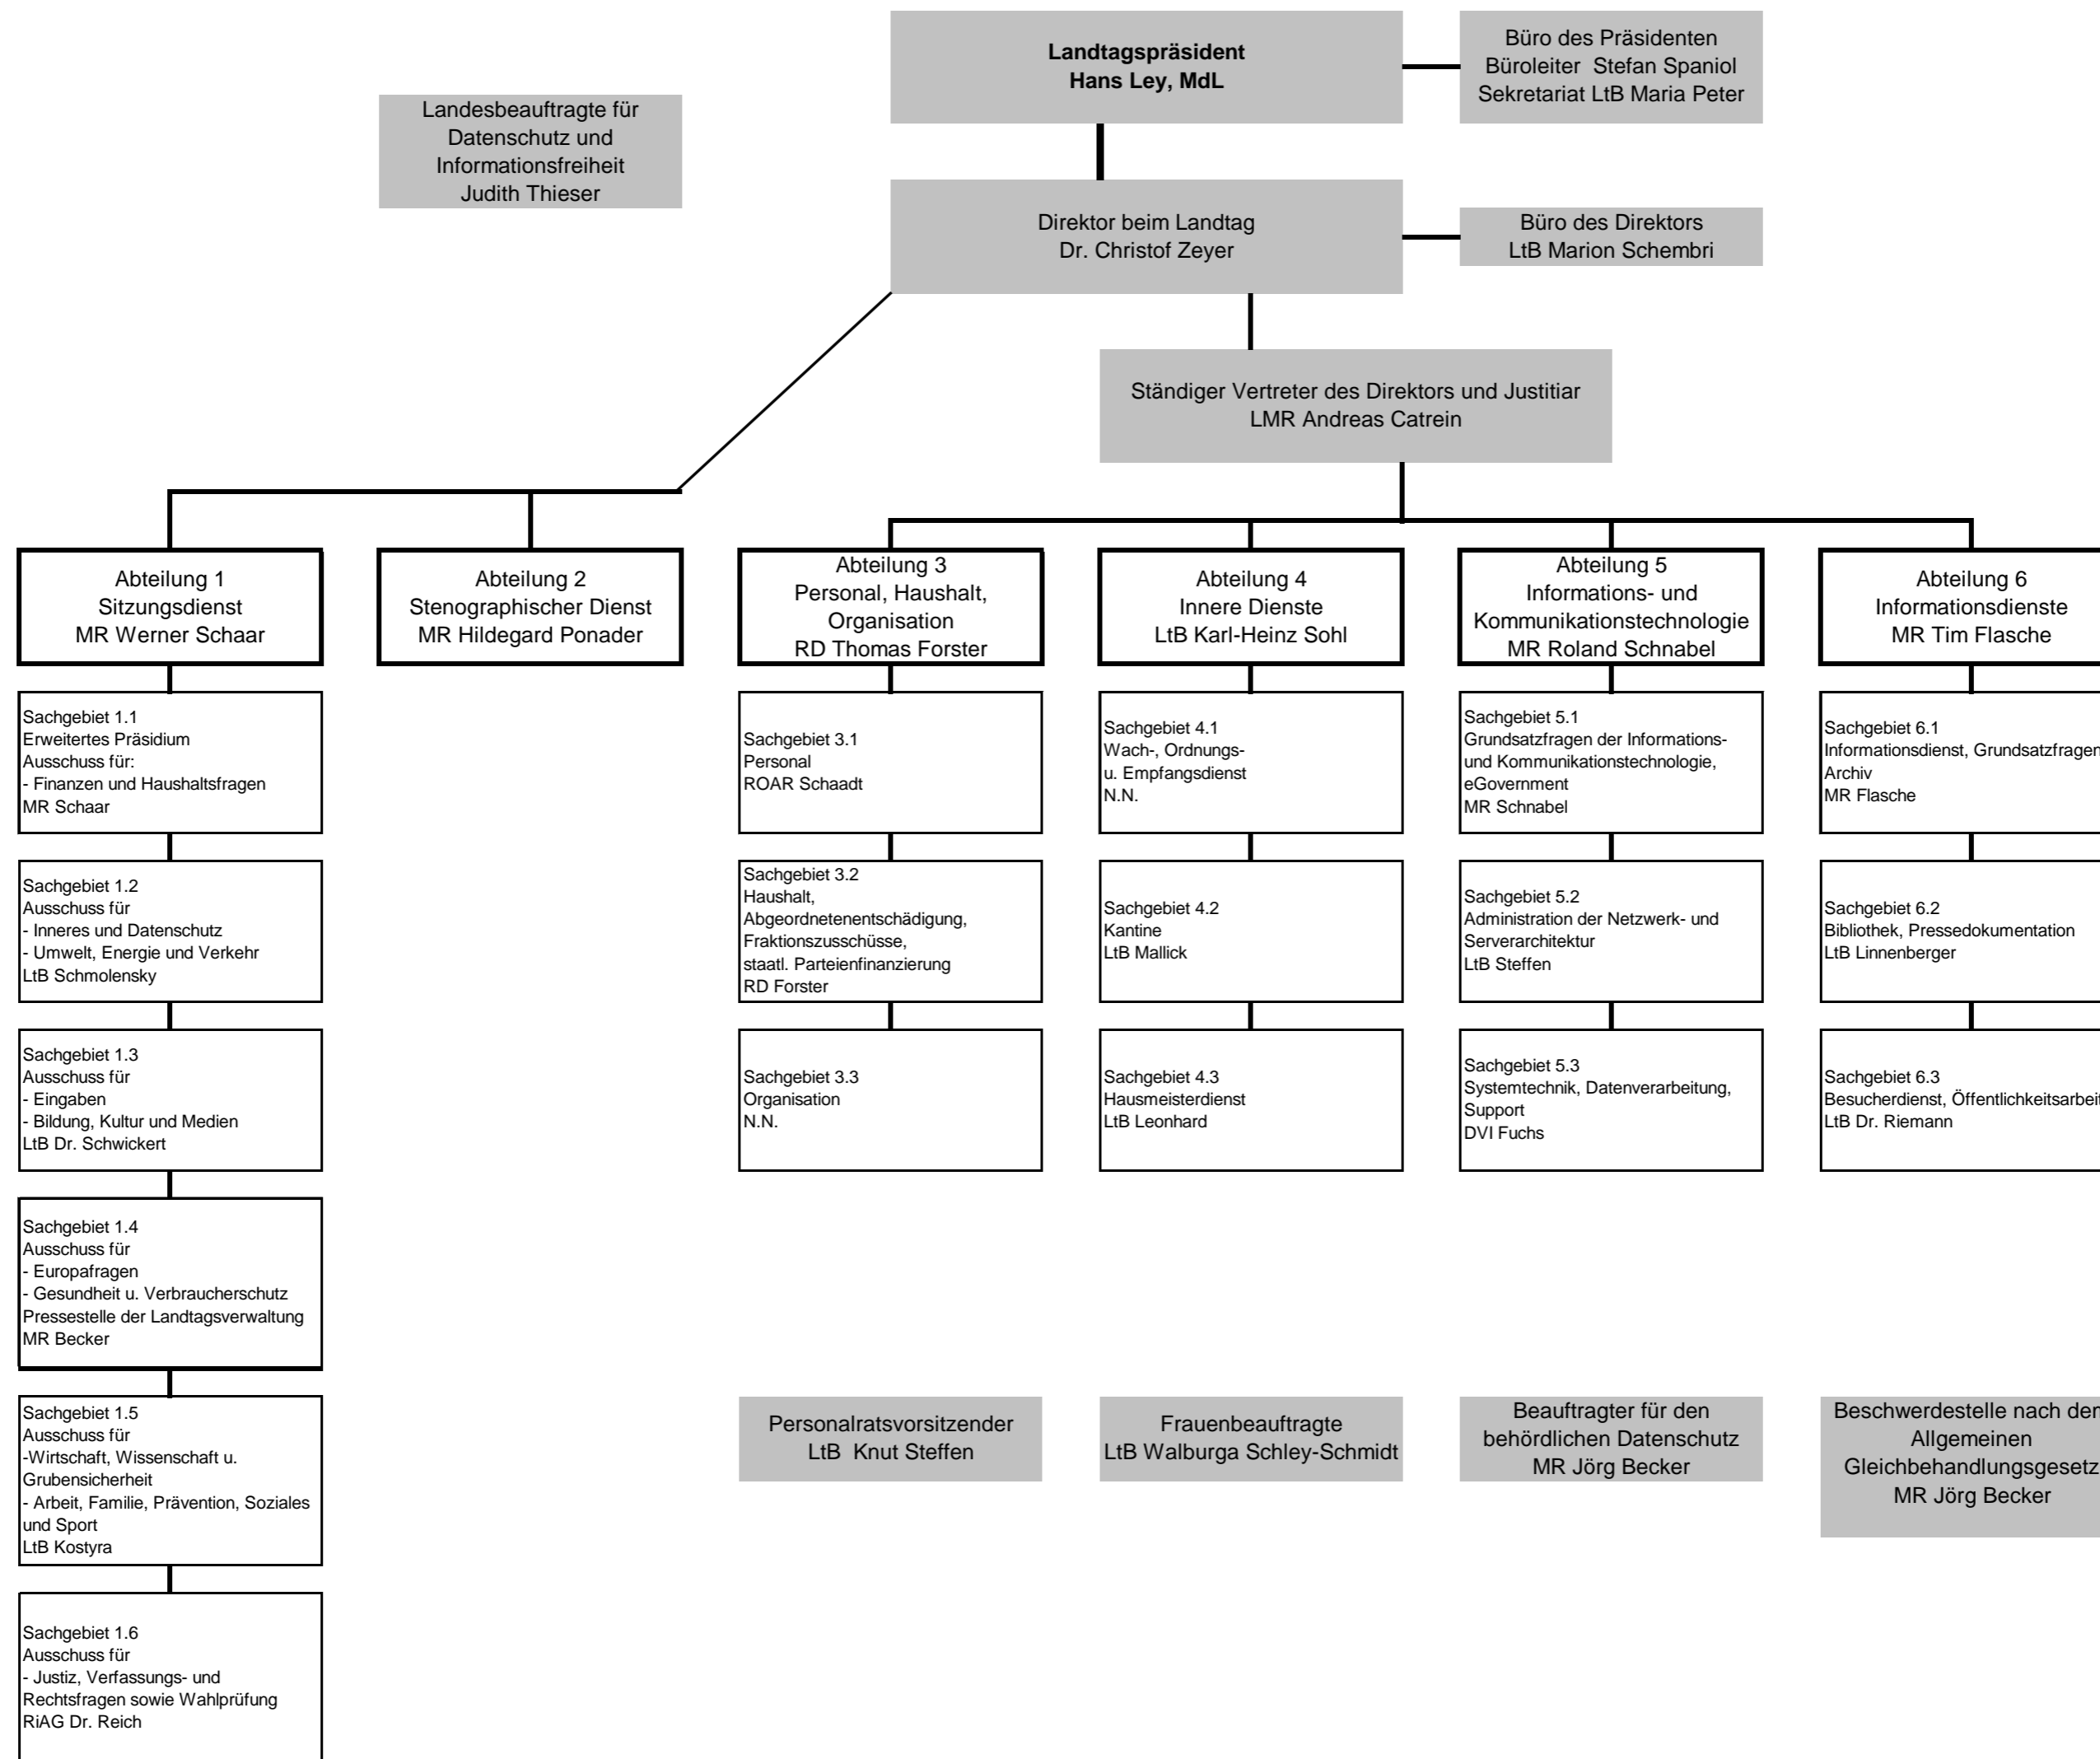 Landtagspräsident
Hans Ley, MdL
Büro des Präsidenten
Büroleiter  Stefan Spaniol
Sekretariat LtB Maria Peter
Landesbeauftragte für
Datenschutz und
Informationsfreiheit
Judith Thieser
Direktor beim Landtag
Dr. Christof Zeyer
Büro des Direktors
LtB Marion Schembri
Ständiger Vertreter des Direktors und Justitiar
LMR Andreas Catrein
Abteilung 1
Sitzungsdienst
MR Werner Schaar
Abteilung 2
Stenographischer Dienst
MR Hildegard Ponader
Abteilung 3
Personal, Haushalt,
Organisation
RD Thomas Forster
Abteilung 4
Innere Dienste
LtB Karl-Heinz Sohl
Abteilung 5
Informations- und
Kommunikationstechnologie
MR Roland Schnabel
Abteilung 6
Informationsdienste
MR Tim Flasche
Sachgebiet 1.1
Erweitertes Präsidium
Ausschuss für:
- Finanzen und Haushaltsfragen
MR Schaar
Sachgebiet 3.1
Personal
ROAR Schaadt
Sachgebiet 4.1
Wach-, Ordnungs-
u. Empfangsdienst
N.N.
Sachgebiet 5.1
Grundsatzfragen der Informations-
und Kommunikationstechnologie,
eGovernment
MR Schnabel
Sachgebiet 6.1
Informationsdienst, Grundsatzfragen
Archiv
MR Flasche
Sachgebiet 1.2
Ausschuss für
- Inneres und Datenschutz
- Umwelt, Energie und Verkehr
LtB Schmolensky
Sachgebiet 3.2
Haushalt,
Abgeordnetenentschädigung,
Fraktionszuschüsse,
staatl. Parteienfinanzierung
RD Forster
Sachgebiet 4.2
Kantine
LtB Mallick
Sachgebiet 5.2
Administration der Netzwerk- und
Serverarchitektur
LtB Steffen
Sachgebiet 6.2
Bibliothek, Pressedokumentation
LtB Linnenberger
Sachgebiet 1.3
Ausschuss für
- Eingaben
- Bildung, Kultur und Medien
LtB Dr. Schwickert
Sachgebiet 3.3
Organisation
N.N.
Sachgebiet 4.3
Hausmeisterdienst
LtB Leonhard
Sachgebiet 5.3
Systemtechnik, Datenverarbeitung,
Support
DVI Fuchs
Sachgebiet 6.3
Besucherdienst, Öffentlichkeitsarbeit
LtB Dr. Riemann
Sachgebiet 1.4
Ausschuss für
- Europafragen
- Gesundheit u. Verbraucherschutz
Pressestelle der Landtagsverwaltung
MR Becker
Sachgebiet 1.5
Ausschuss für
-Wirtschaft, Wissenschaft u.
Grubensicherheit
- Arbeit, Familie, Prävention, Soziales
und Sport
LtB Kostyra
Personalratsvorsitzender
LtB  Knut Steffen
Frauenbeauftragte
LtB Walburga Schley-Schmidt
Beauftragter für den
behördlichen Datenschutz
MR Jörg Becker
Beschwerdestelle nach dem
Allgemeinen
Gleichbehandlungsgesetz
MR Jörg Becker
Sachgebiet 1.6
Ausschuss für
- Justiz, Verfassungs- und
Rechtsfragen sowie Wahlprüfung
RiAG Dr. Reich